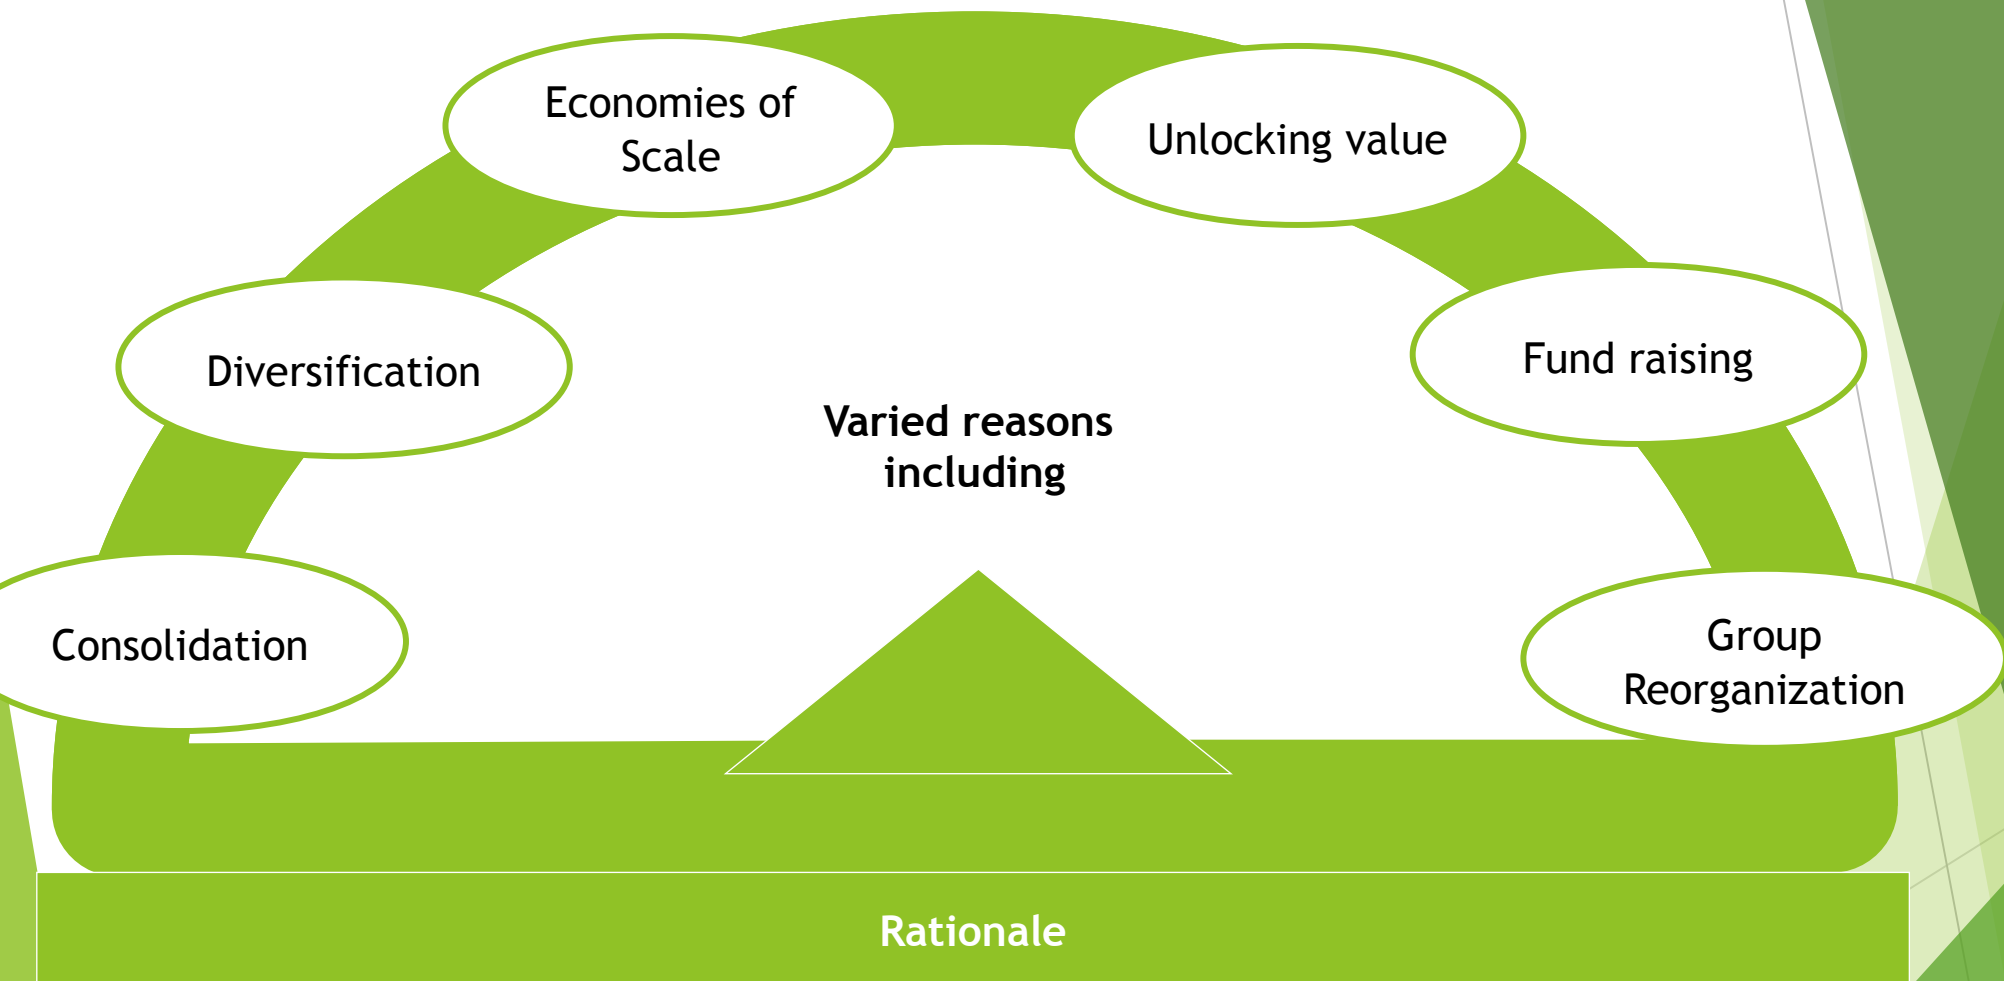 Economies of
Scale
Unlocking value
Diversification
Fund raising
Varied reasons
including
Consolidation
Group
Reorganization
Rationale